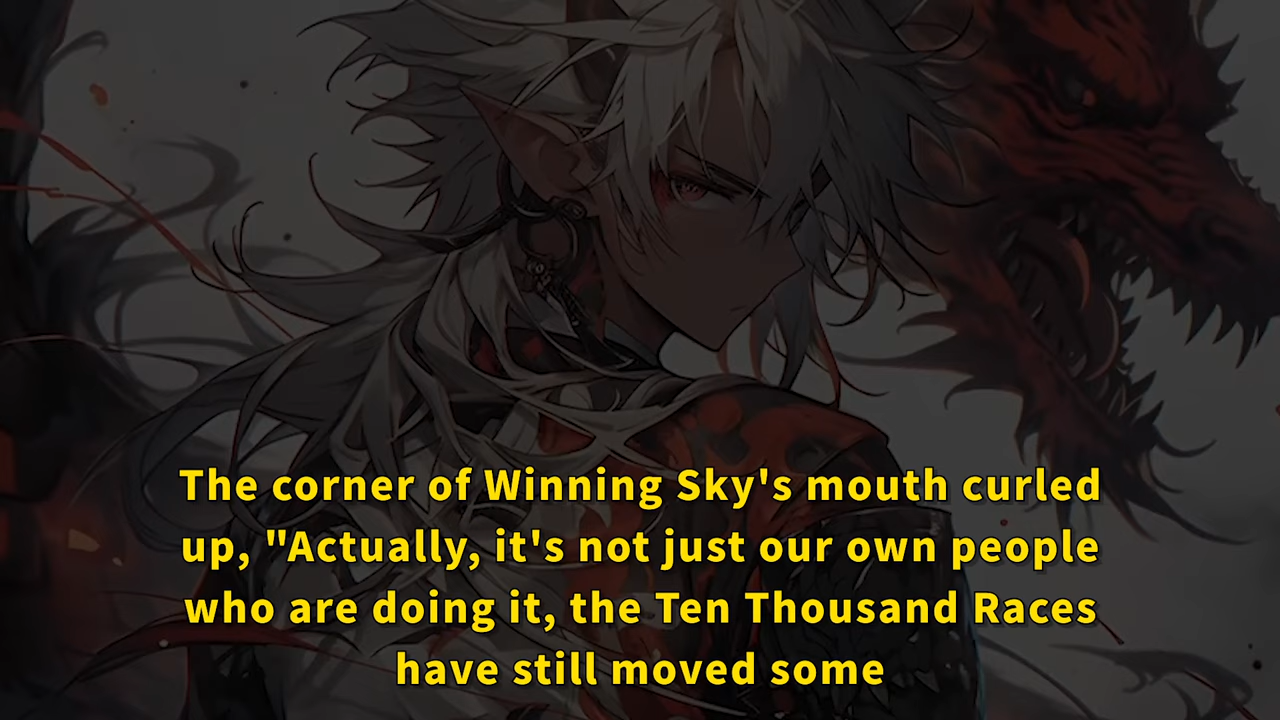 The corner of Winning Sky's mouth curled
up, "Actually, it's not just our own people
who are doing it, the Ten Thousand Races
have still moved some